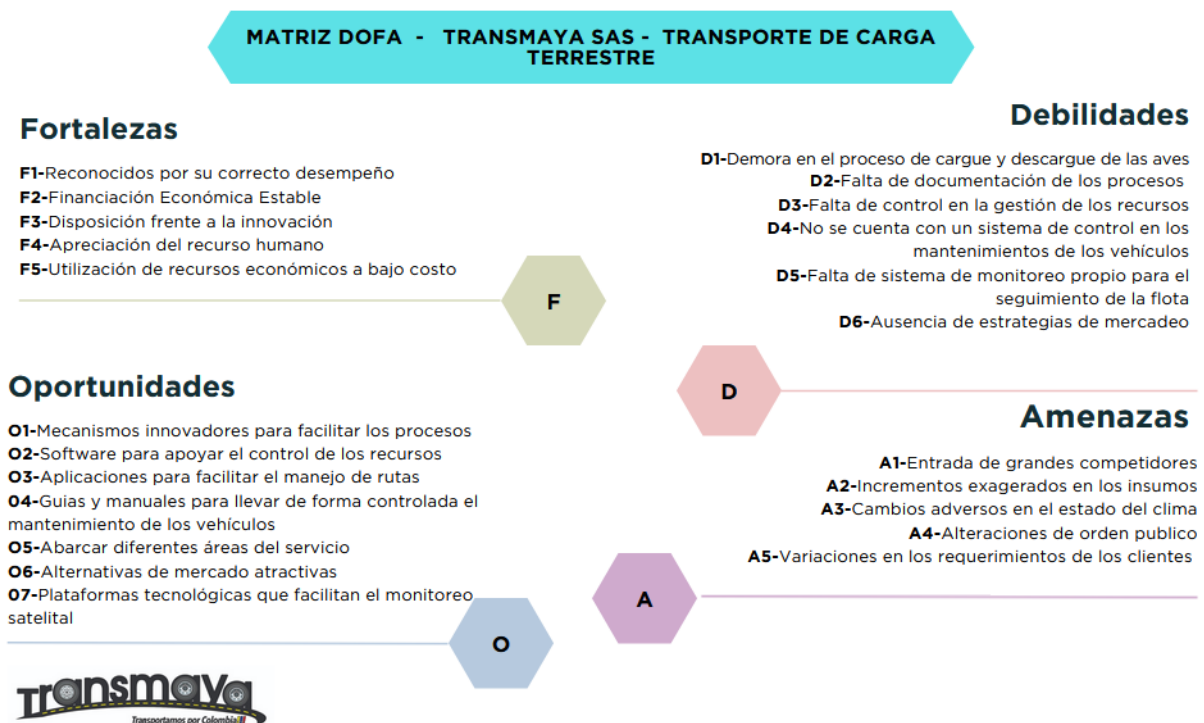 MATRIZ DOFA - TRANSMAYA SAS - TRANSPORTE DE CARGA
TERRESTRE
Fortalezas
F1-Reconocidos por su correcto desempeño
F2-Financiación Económica Estable
F3-Disposición frente a la innovación
F4-Apreciación del recurso humano
F5-Utilización de recursos económicos a bajo costo
F
Debilidades
D1-Demora en el proceso de cargue y descargue de las aves
D2-Falta de documentación de los procesos
D3-Falta de control en la gestión de los recursos
D4-No se cuenta con un sistema de control en los
mantenimientos de los vehículos
D5-Falta de sistema de monitoreo propio para el
seguimiento de la flota
D6-Ausencia de estrategias de mercadeo
D
Oportunidades
O1-Mecanismos innovadores para facilitar los procesos
O2-Software para apoyar el control de los recursos
O3-Aplicaciones para facilitar el manejo de rutas
04-Guias y manuales para llevar de forma controlada el
mantenimiento de los vehículos
O5-Abarcar diferentes áreas del servicio
O6-Alternativas de mercado atractivas
07-Plataformas tecnológicas que facilitan el monitoreo
satelital
O
Amenazas
A1-Entrada de grandes competidores
A2-Incrementos exagerados en los insumos
A3-Cambios adversos en el estado del clima
A4-Alteraciones de orden publico
A5-Variaciones en los requerimientos de los clientes
A
Transmaya
Transportamos por Colombia